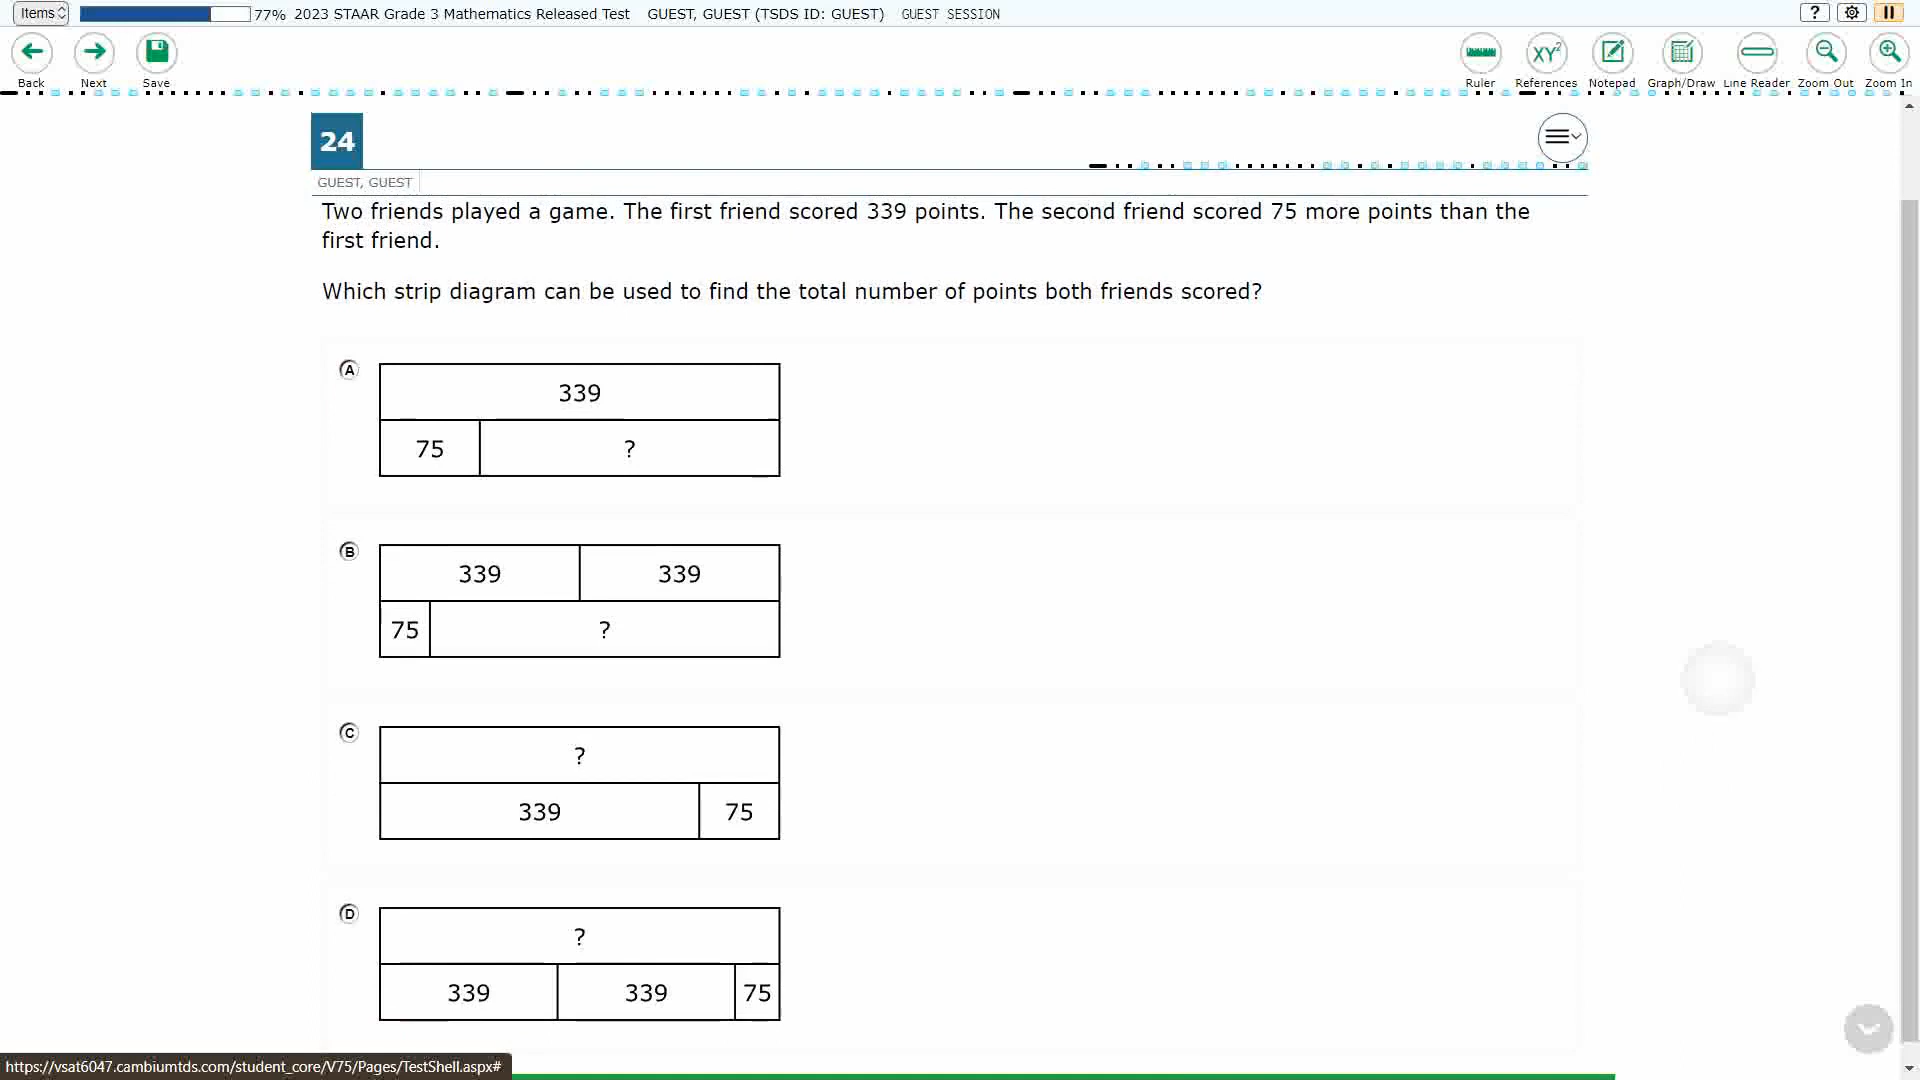 Items 77% 2023 STAAR Grade 3 Mathematics Released Test GUEST, GUEST (TSDS ID: GUEST) GUEST SESSION ?
Back Next Save XY² Ruler References Notepad Graph/Draw Line Reader Zoom Out Zoom In
24
GUEST, GUEST
Two friends played a game. The first friend scored 339 points. The second friend scored 75 more points than the
first friend.
Which strip diagram can be used to find the total number of points both friends scored?
A
339
75 ?
B
339 339
75 ?
C
?
339 75
D
?
339 339 75
https://vsat6047.cambiumtds.com/student_core/V75/Pages/TestShell.aspx#